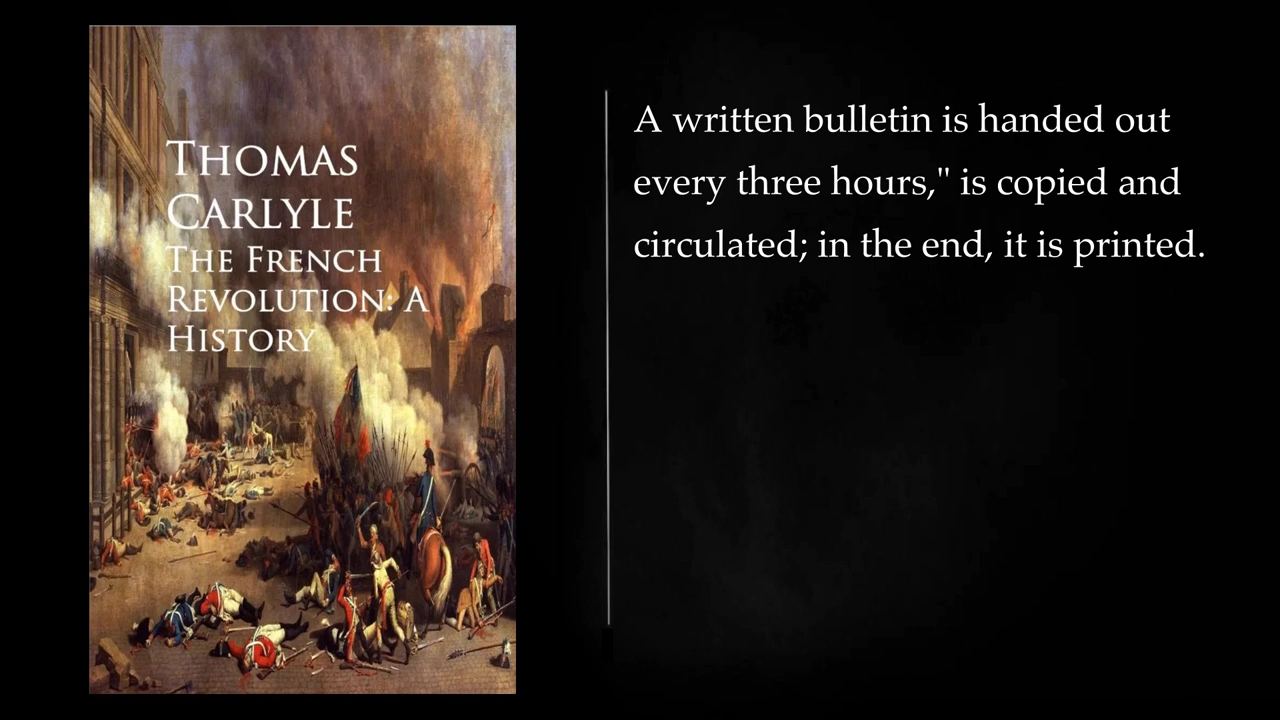 THOMAS
CARLYLE
THE FRENCH
REVOLUTION: A
HISTORY
A written bulletin is handed out
every three hours," is copied and
circulated; in the end, it is printed.